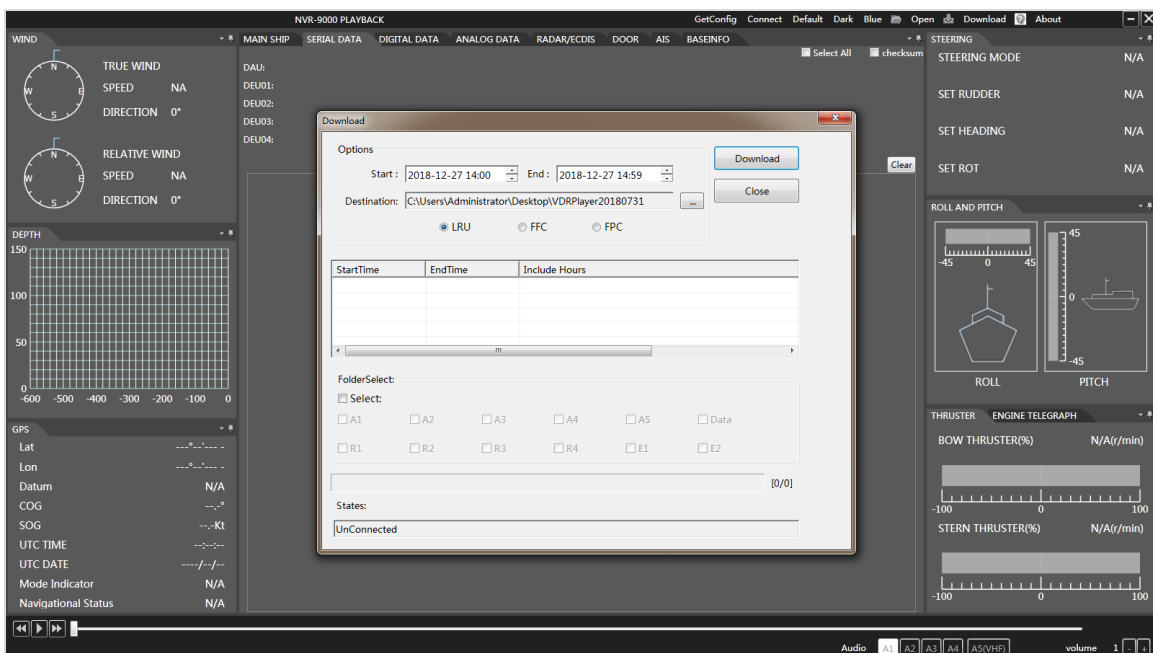 NVR-9000 PLAYBACK
GetConfig Connect Default Dark Blue Open Download About
WIND
TRUE WIND
SPEED NA
DIRECTION 0°
N
W E
S
RELATIVE WIND
SPEED NA
DIRECTION 0°
N
W E
S
DEPTH
150
100
50
0
-600 -500 -400 -300 -200 -100 0
GPS
Lat ---°--'--- -
Lon ---°--'--- -
Datum N/A
COG --.-°
SOG --.-Kt
UTC TIME --:--:--
UTC DATE ----/--/--
Mode Indicator N/A
Navigational Status N/A
MAIN SHIP SERIAL DATA DIGITAL DATA ANALOG DATA RADAR/ECDIS DOOR AIS BASEINFO
Select All checksum
DAU:
DEU01:
DEU02:
DEU03:
DEU04:
Clear
Download
Options
Start : 2018-12-27 14:00 End : 2018-12-27 14:59
Destination: C:\Users\Administrator\Desktop\VDRPlayer20180731 ...
LRU FFC FPC
Download
Close
StartTime EndTime Include Hours
FolderSelect:
Select:
A1 A2 A3 A4 A5 Data
R1 R2 R3 R4 E1 E2
[0/0]
States:
UnConnected
STEERING
STEERING MODE N/A
SET RUDDER N/A
SET HEADING N/A
SET ROT N/A
ROLL AND PITCH
-45 0 45
ROLL
45
0
-45
PITCH
THRUSTER ENGINE TELEGRAPH
BOW THRUSTER(%) N/A(r/min)
-100 0 100
STERN THRUSTER(%) N/A(r/min)
-100 0 100
Audio A1 A2 A3 A4 A5(VHF) volume 1 - +